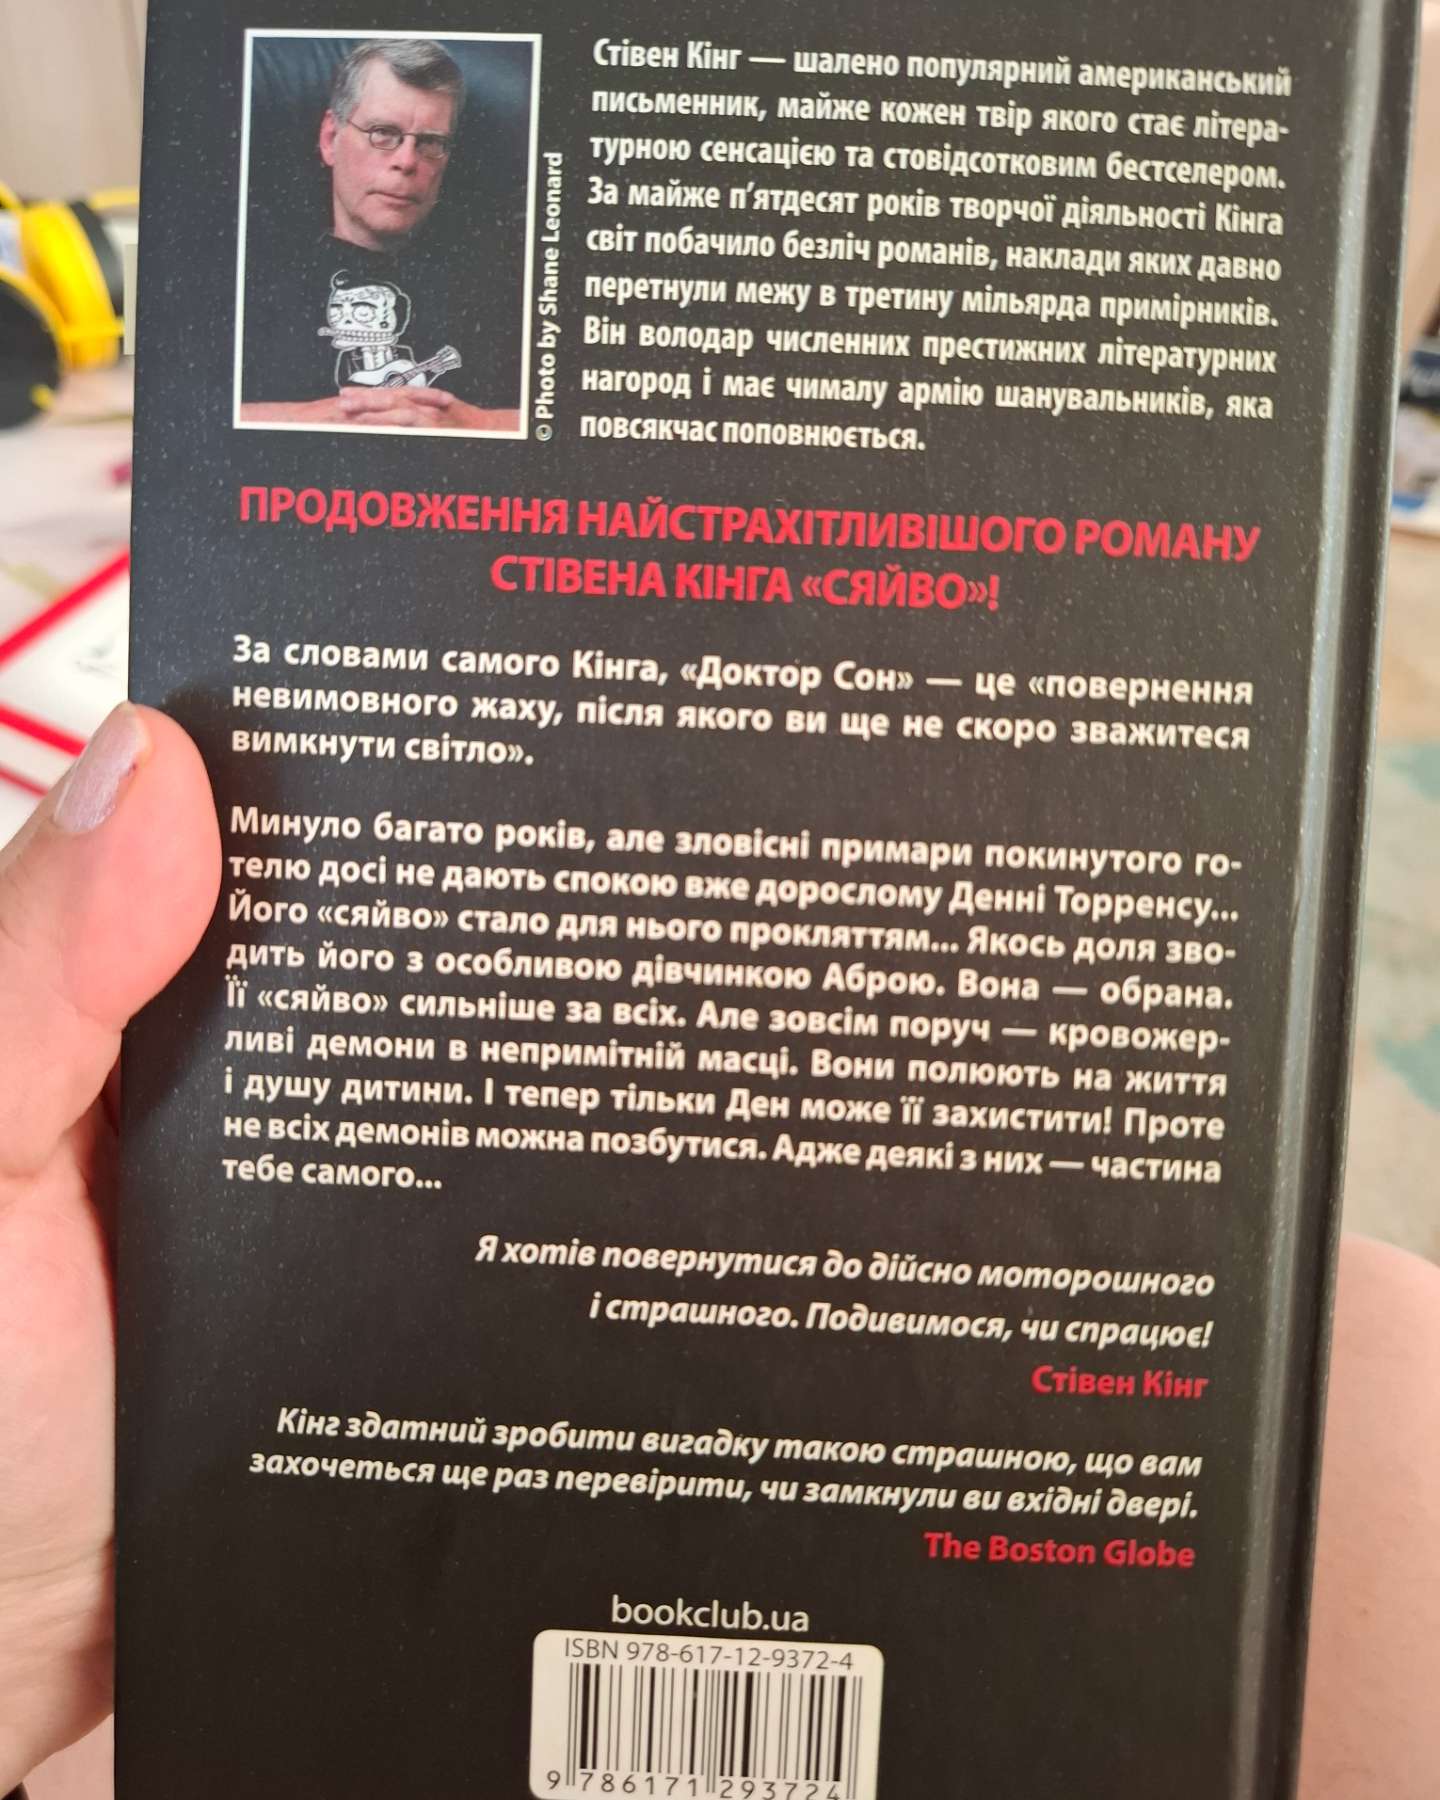 Стівен Кінг — шалено популярний американський
письменник, майже кожен твір якого стає літера-
турною сенсацією та стовідсотковим бестселером.
За майже п'ятдесят років творчої діяльності Кінга
світ побачило безліч романів, наклади яких давно
перетнули межу в третину мільярда примірників.
Він володар численних престижних літературних
нагород і має чималу армію шанувальників, яка
повсякчас поповнюється.
© Photo by Shane Leonard
ПРОДОВЖЕННЯ НАЙСТРАХІТЛИВІШОГО РОМАНУ
СТІВЕНА КІНГА «СЯЙВО»!
За словами самого Кінга, «Доктор Сон» — це «повернення
невимовного жаху, після якого ви ще не скоро зважитеся
вимкнути світло».
Минуло багато років, але зловісні примари покинутого го-
телю досі не дають спокою вже дорослому Денні Торренсу...
Його «сяйво» стало для нього прокляттям... Якось доля зво-
дить його з особливою дівчинкою Аброю. Вона — обрана.
Її «сяйво» сильніше за всіх. Але зовсім поруч — кровожер-
ливі демони в непримітній масці. Вони полюють на життя
і душу дитини. І тепер тільки Ден може її захистити! Проте
не всіх демонів можна позбутися. Адже деякі з них — частина
тебе самого...
Я хотів повернутися до дійсно моторошного
і страшного. Подивимося, чи спрацює!
Стівен Кінг
Кінг здатний зробити вигадку такою страшною, що вам
захочеться ще раз перевірити, чи замкнули ви вхідні двері.
The Boston Globe
bookclub.ua
ISBN 978-617-12-9372-4
9 786171 293724